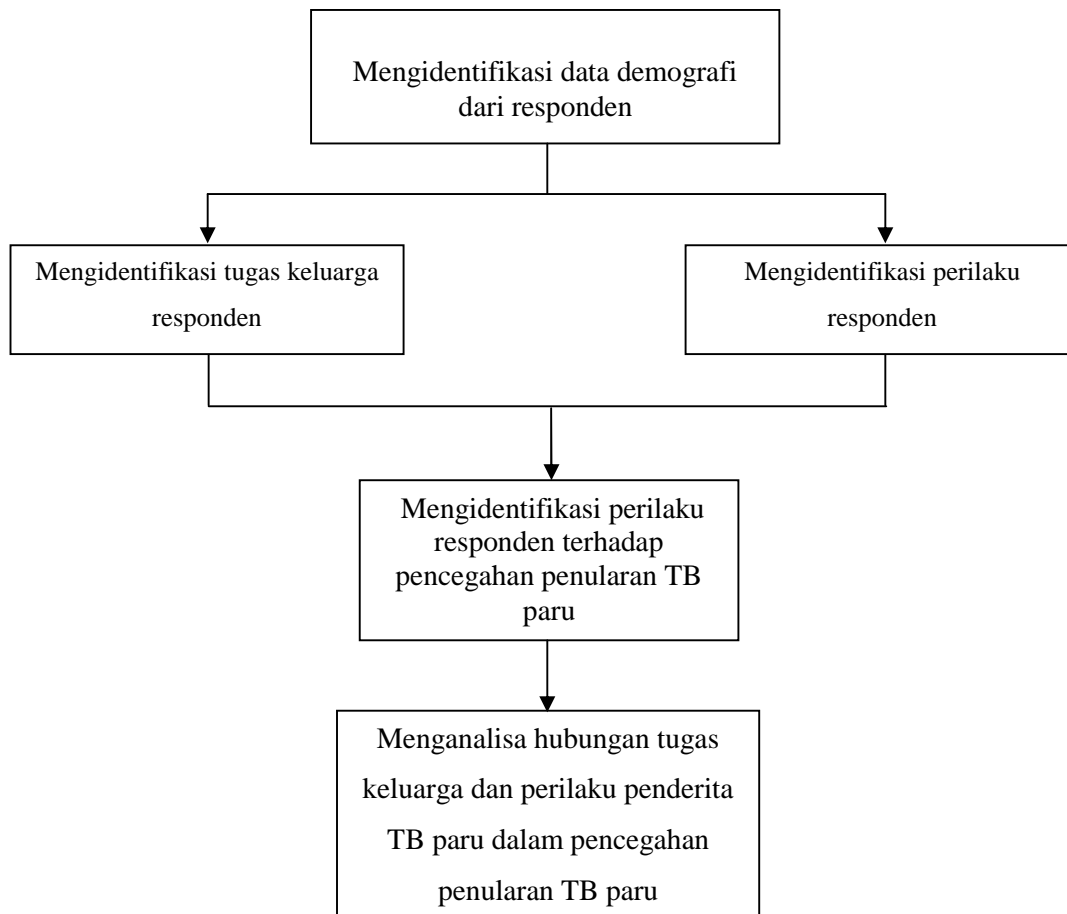 Mengidentifikasi data demografi
dari responden
Mengidentifikasi tugas keluarga
responden
Mengidentifikasi perilaku
responden
Mengidentifikasi perilaku
responden terhadap
pencegahan penularan TB
paru
Menganalisa hubungan tugas
keluarga dan perilaku penderita
TB paru dalam pencegahan
penularan TB paru